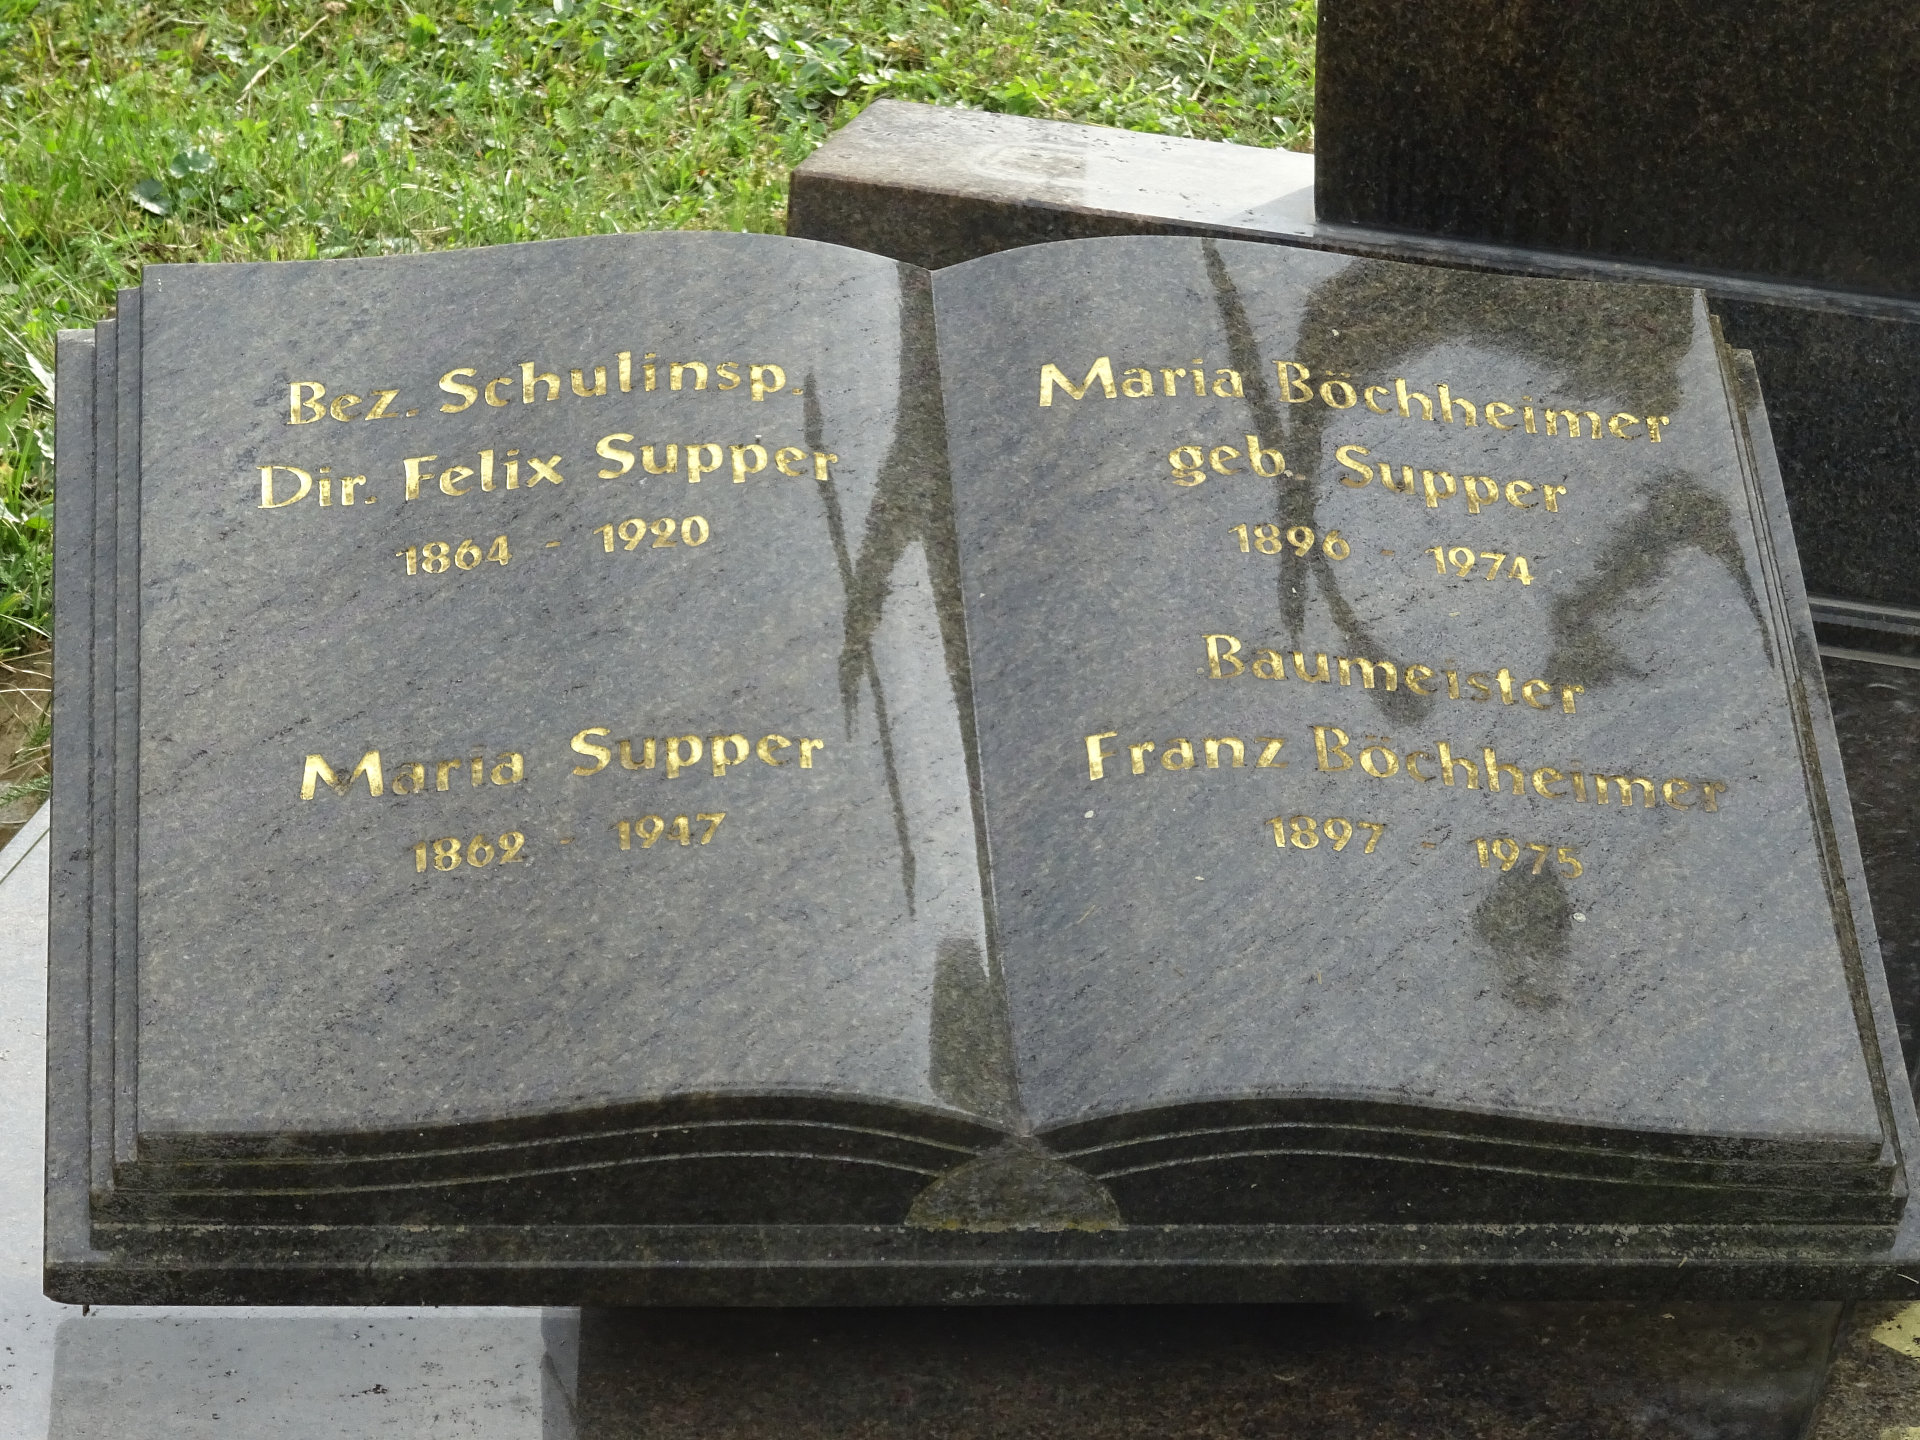 Bez. Schulinsp.
Dir. Felix Supper
1864 - 1920
Maria Supper
1862 - 1947
Maria Böchheimer
geb. Supper
1896 - 1974
Baumeister
Franz Böchheimer
1897 - 1975